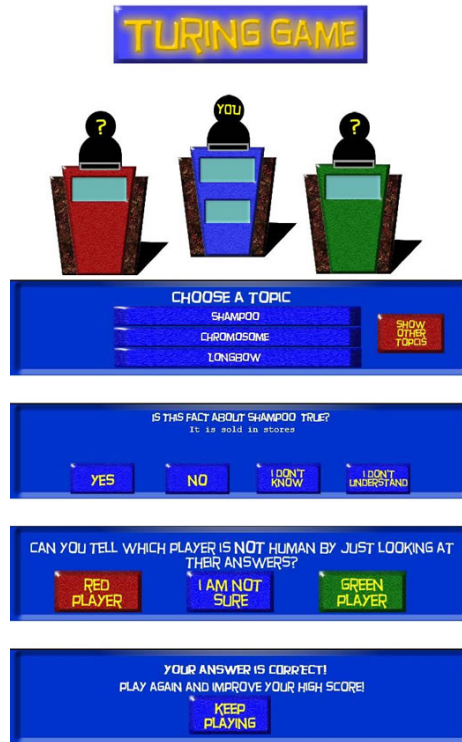 TURING GAME
?
YOU
?
CHOOSE A TOPIC
SHAMPOO
CHROMOSOME
LONGBOW
SHOW
OTHER
TOPCIS
IS THIS FACT ABOUT SHAMPOO TRUE?
It is sold in stores
YES
NO
I DON'T
KNOW
I DON'T
UNDERSTAND
CAN YOU TELL WHICH PLAYER IS NOT HUMAN BY JUST LOOKING AT
THEIR ANSWERS?
RED
PLAYER
I AM NOT
SURE
GREEN
PLAYER
YOUR ANSWER IS CORRECT!
PLAY AGAIN AND IMPROVE YOUR HIGH SCORE!
KEEP
PLAYING